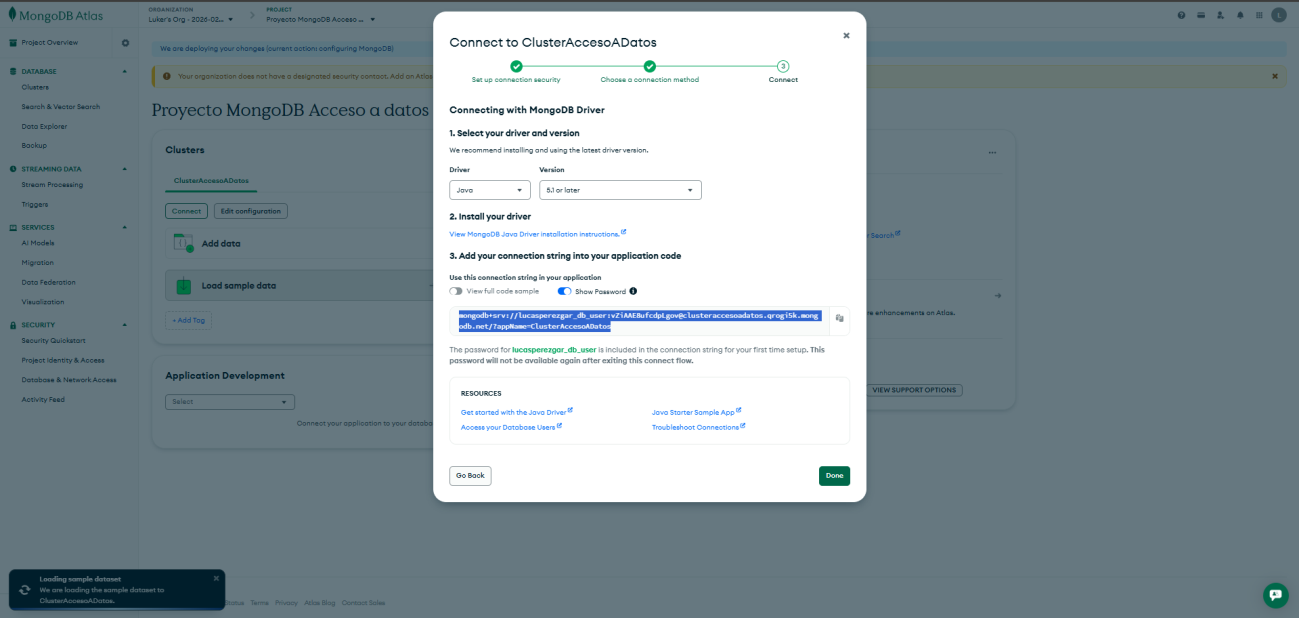 MongoDB Atlas
ORGANIZATION
Luker's Org - 2026-02...
PROJECT
Proyecto MongoDB Acceso ...
Project Overview
DATABASE
Clusters
Search & Vector Search
Data Explorer
Backup
STREAMING DATA
Stream Processing
Triggers
SERVICES
AI Models
Migration
Data Federation
Visualization
SECURITY
Security Quickstart
Project Identity & Access
Database & Network Access
Activity Feed
We are deploying your changes (current action: configuring MongoDB)
Your organization does not have a designated security contact. Add an Atlas
Proyecto MongoDB Acceso a datos
Clusters
ClusterAccesoADatos
Connect
Edit configuration
Add data
Load sample data
+ Add Tag
Application Development
Select
Connect your application to your databa
Search
re enhancements on Atlas.
VIEW SUPPORT OPTIONS
Connect to ClusterAccesoADatos
Set up connection security
Choose a connection method
3
Connect
Connecting with MongoDB Driver
1. Select your driver and version
We recommend installing and using the latest driver version.
Driver
Version
Java
5.1 or later
2. Install your driver
View MongoDB Java Driver installation instructions.
3. Add your connection string into your application code
Use this connection string in your application
View full code sample
Show Password
mongodb+srv://lucasperezgar_db_user:vZiAAE8ufcdpLgov@clusteraccesoadatos.qrogi5k.mong
odb.net/?appName=ClusterAccesoADatos
The password for lucasperezgar_db_user is included in the connection string for your first time setup. This
password will not be available again after exiting this connect flow.
RESOURCES
Get started with the Java Driver
Java Starter Sample App
Access your Database Users
Troubleshoot Connections
Go Back
Done
Loading sample dataset
We are loading the sample dataset to
ClusterAccesoADatos.
Status Terms Privacy Atlas Blog Contact Sales
L